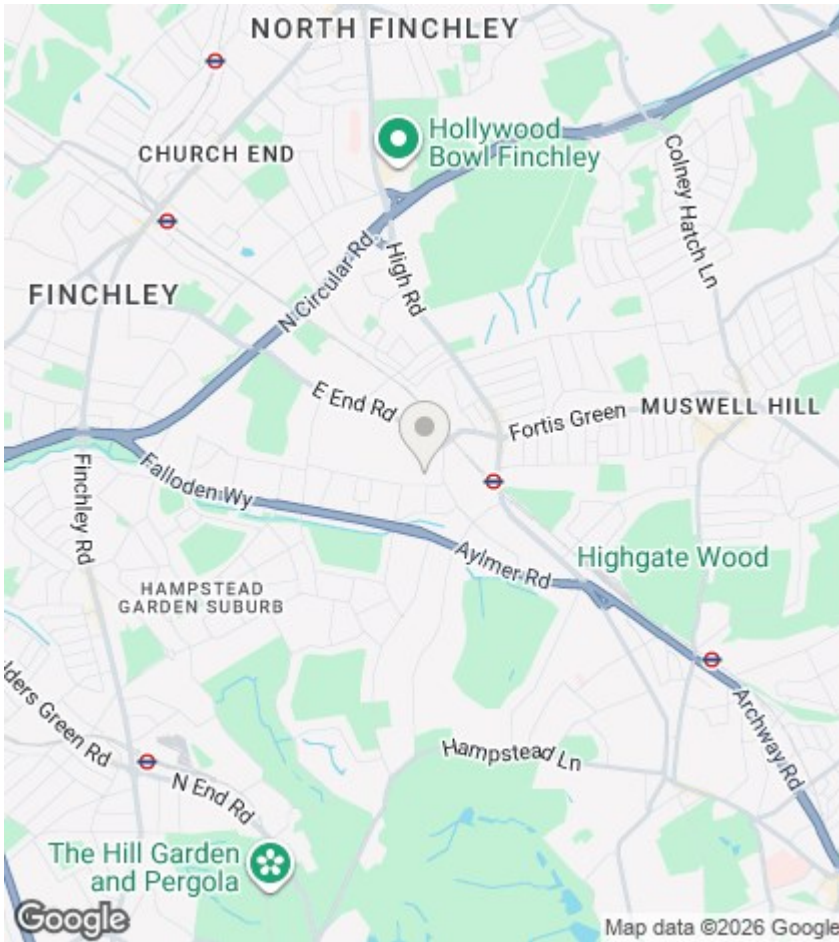 NORTH FINCHLEY
Hollywood
Bowl Finchley
CHURCH END
Colney Hatch Ln
N Circular Rd
High Rd
FINCHLEY
E End Rd
Fortis Green
MUSWELL HILL
Finchley Rd
Falloden Wy
Aylmer Rd
Highgate Wood
HAMPSTEAD
GARDEN SUBURB
lders Green Rd
Archway Rd
Hampstead Ln
N End Rd
The Hill Garden
and Pergola
Google
Map data ©2026 Google